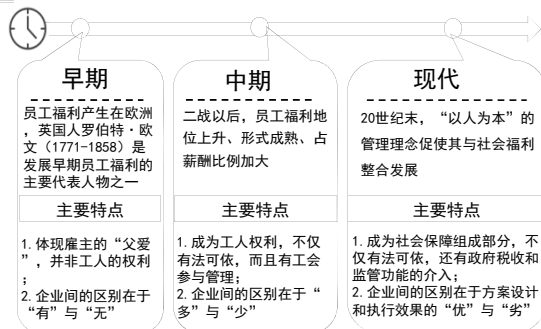 早期
员工福利产生在欧洲
，英国人罗伯特·欧
文（1771-1858）是
发展早期员工福利的
主要代表人物之一
主要特点
1.体现雇主的“父爱
”，并非工人的权利
；
2.企业间的区别在于
“有”与“无”
中期
二战以后，员工福利地
位上升、形式成熟、占
薪酬比例加大
主要特点
1.成为工人权利，不仅
有法可依，而且有工会
参与管理；
2.企业间的区别在于“
多”与“少”
现代
20世纪末，“以人为本”的
管理理念促使其与社会福利
整合发展
主要特点
1.成为社会保障组成部分，不
仅有法可依，还有政府税收和
监管功能的介入；
2.企业间的区别在于方案设计
和执行效果的“优”与“劣”